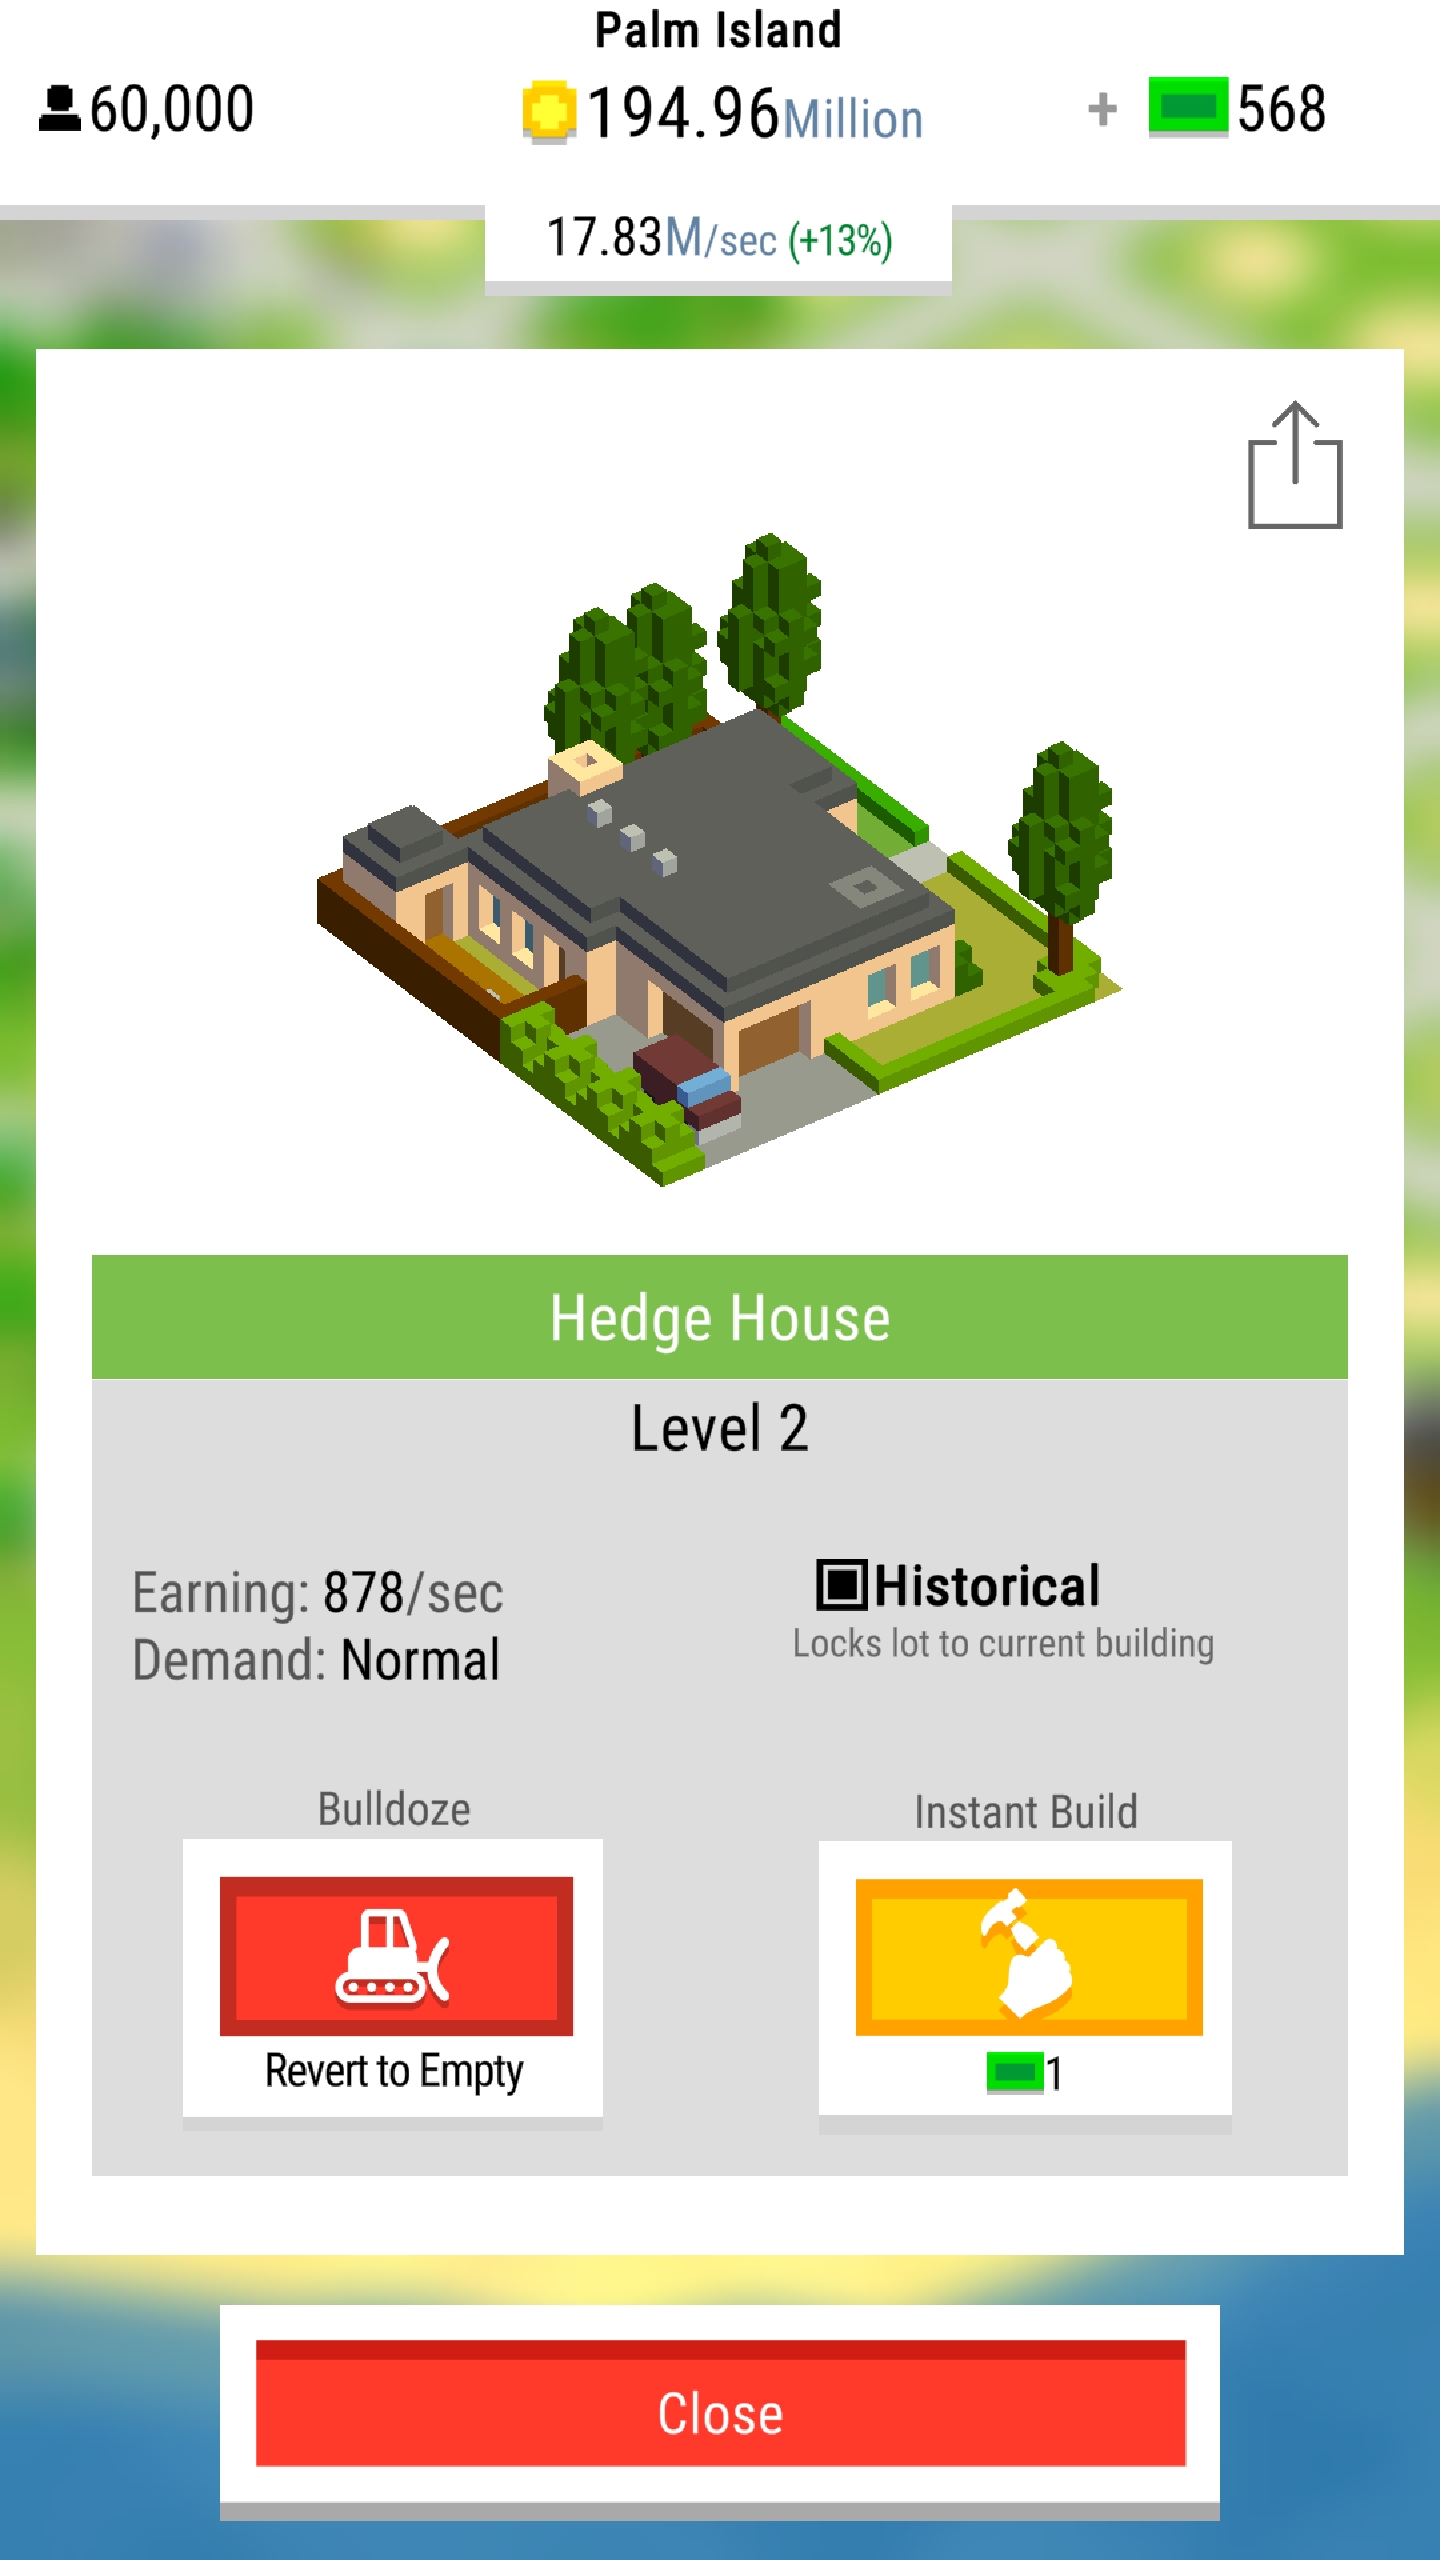 Palm Island
60,000
194.96Million
+ 568
17.83M/sec (+13%)
Hedge House
Level 2
Earning: 878/sec
Demand: Normal
Historical
Locks lot to current building
Bulldoze
Revert to Empty
Instant Build
1
Close